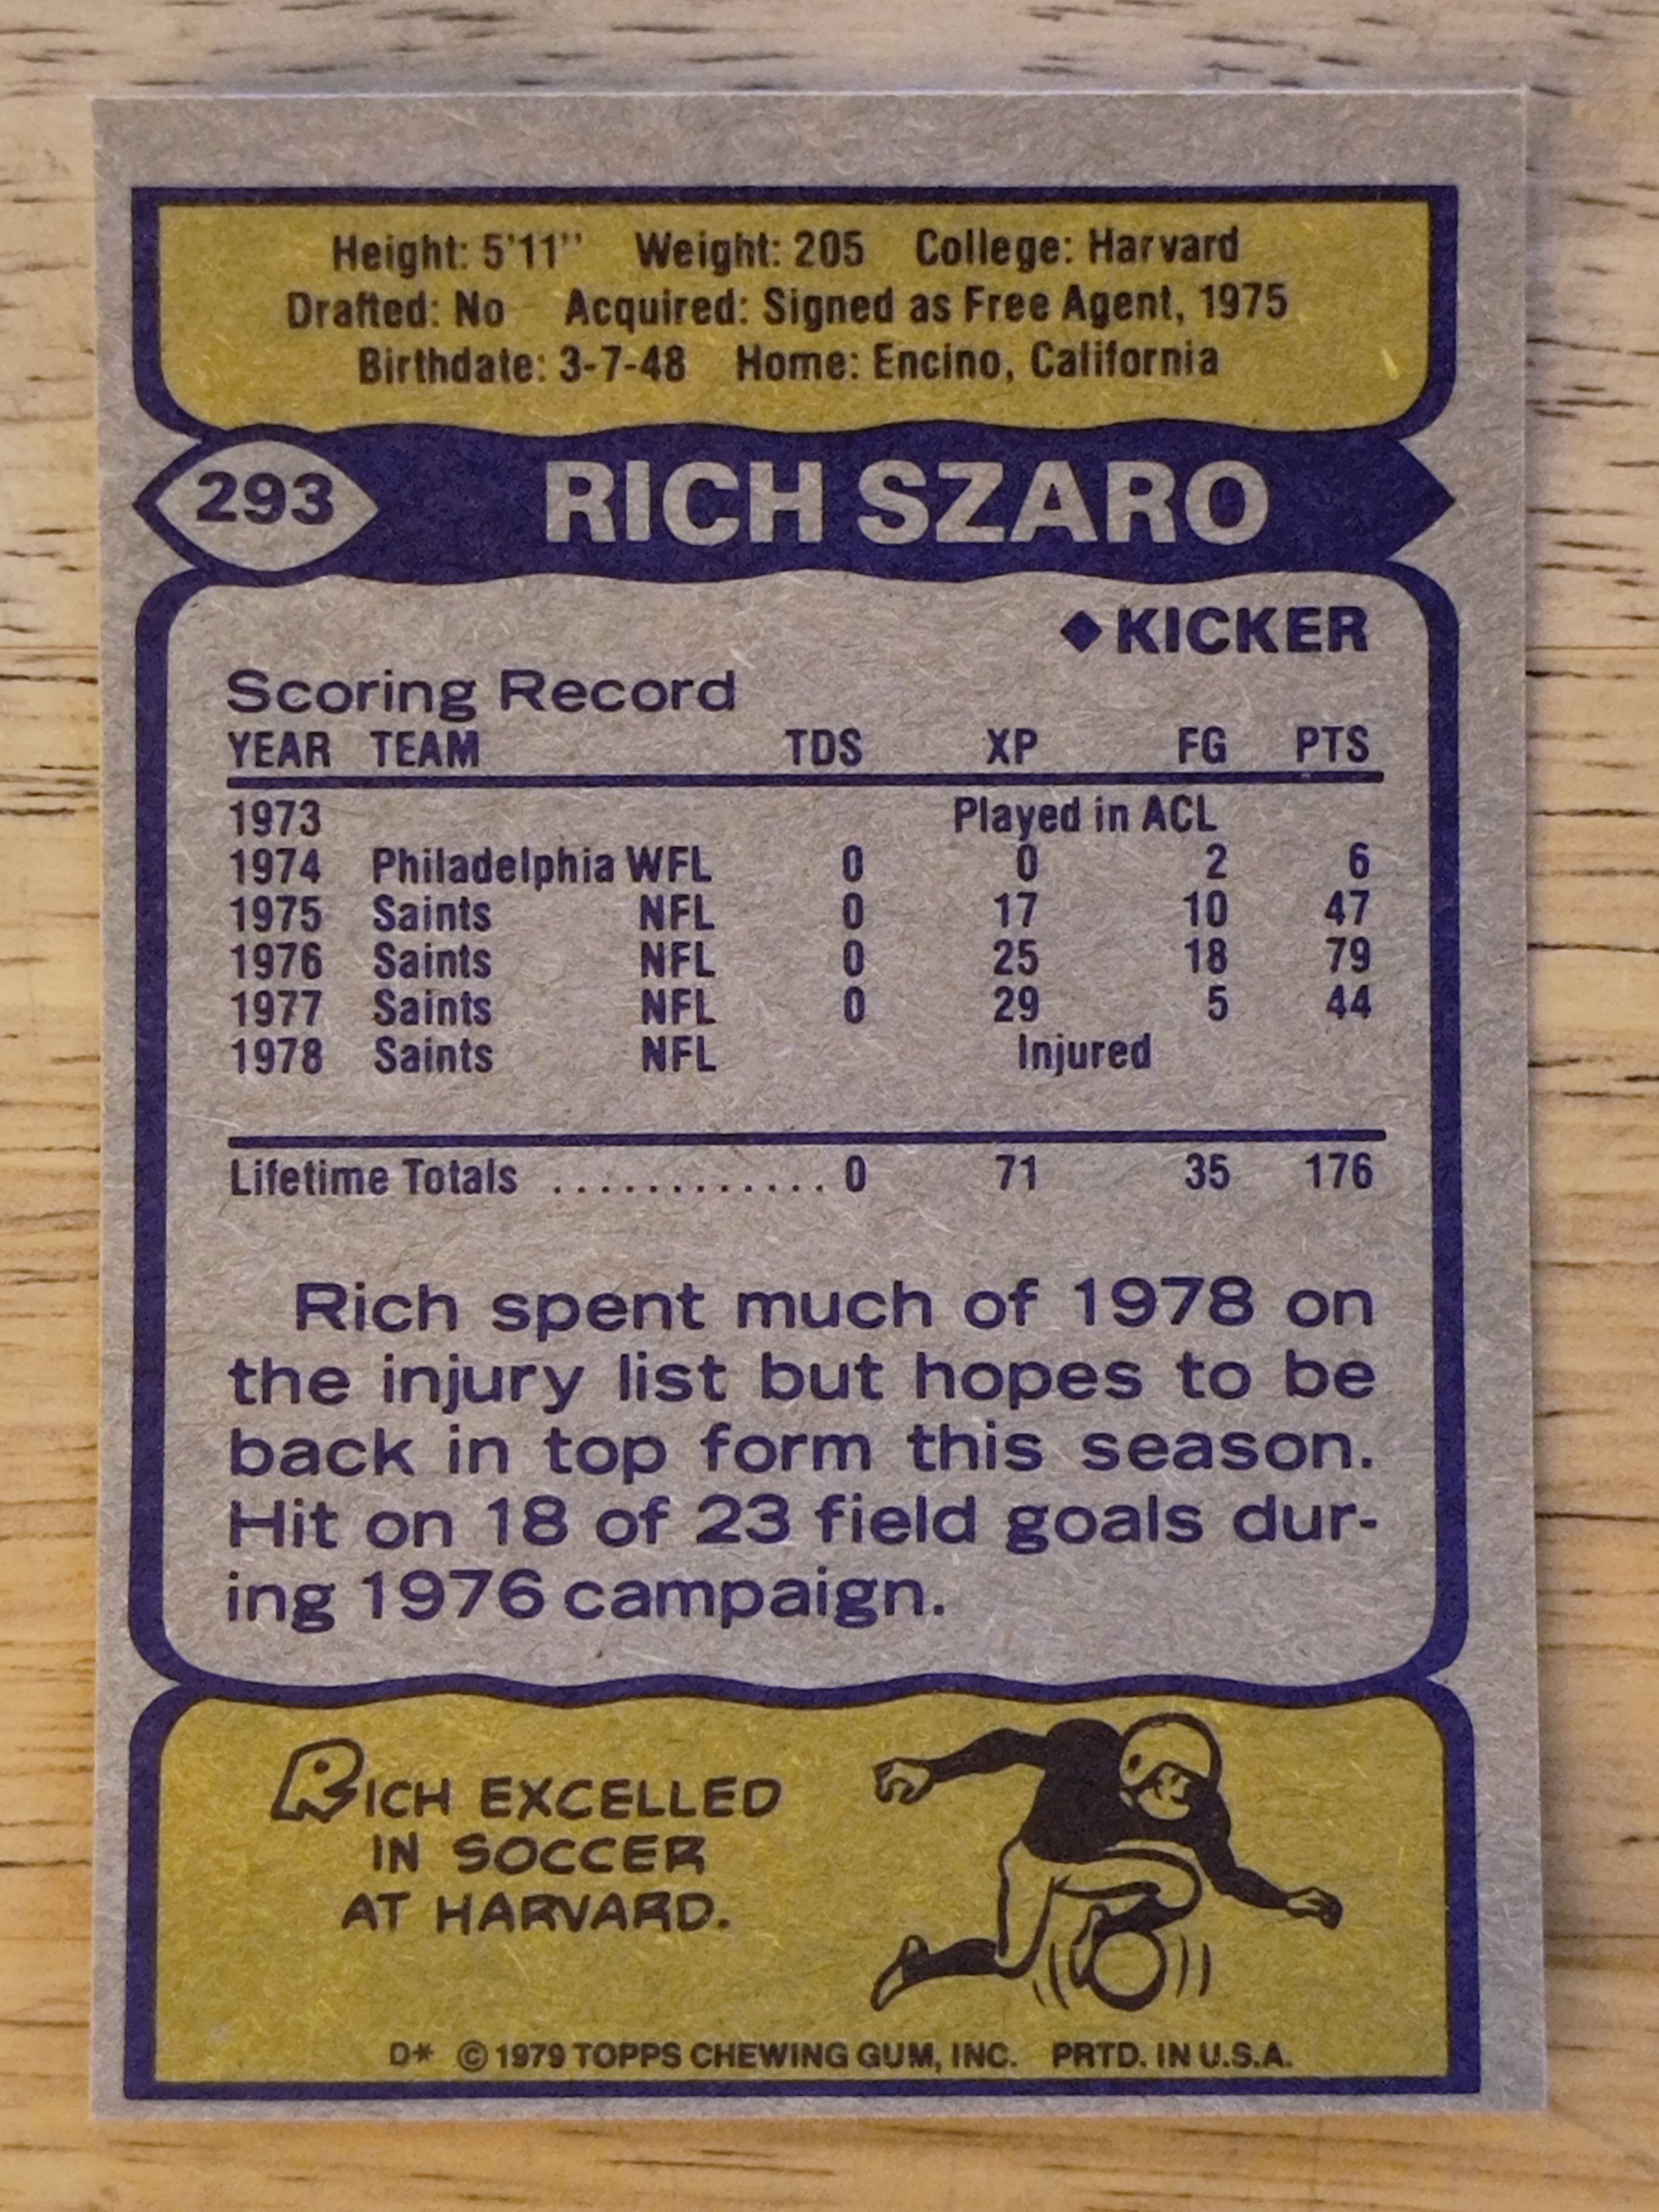 Height: 5'11'' Weight: 205 College: Harvard
Drafted: No Acquired: Signed as Free Agent, 1975
Birthdate: 3-7-48 Home: Encino, California
293 RICH SZARO
◆KICKER
Scoring Record
YEAR TEAM TDS XP FG PTS
1973 Played in ACL
1974 Philadelphia WFL 0 0 2 6
1975 Saints NFL 0 17 10 47
1976 Saints NFL 0 25 18 79
1977 Saints NFL 0 29 5 44
1978 Saints NFL Injured
Lifetime Totals ............ 0 71 35 176
Rich spent much of 1978 on
the injury list but hopes to be
back in top form this season.
Hit on 18 of 23 field goals dur-
ing 1976 campaign.
RICH EXCELLED
IN SOCCER
AT HARVARD.
D* © 1979 TOPPS CHEWING GUM, INC. PRTD. IN U.S.A.